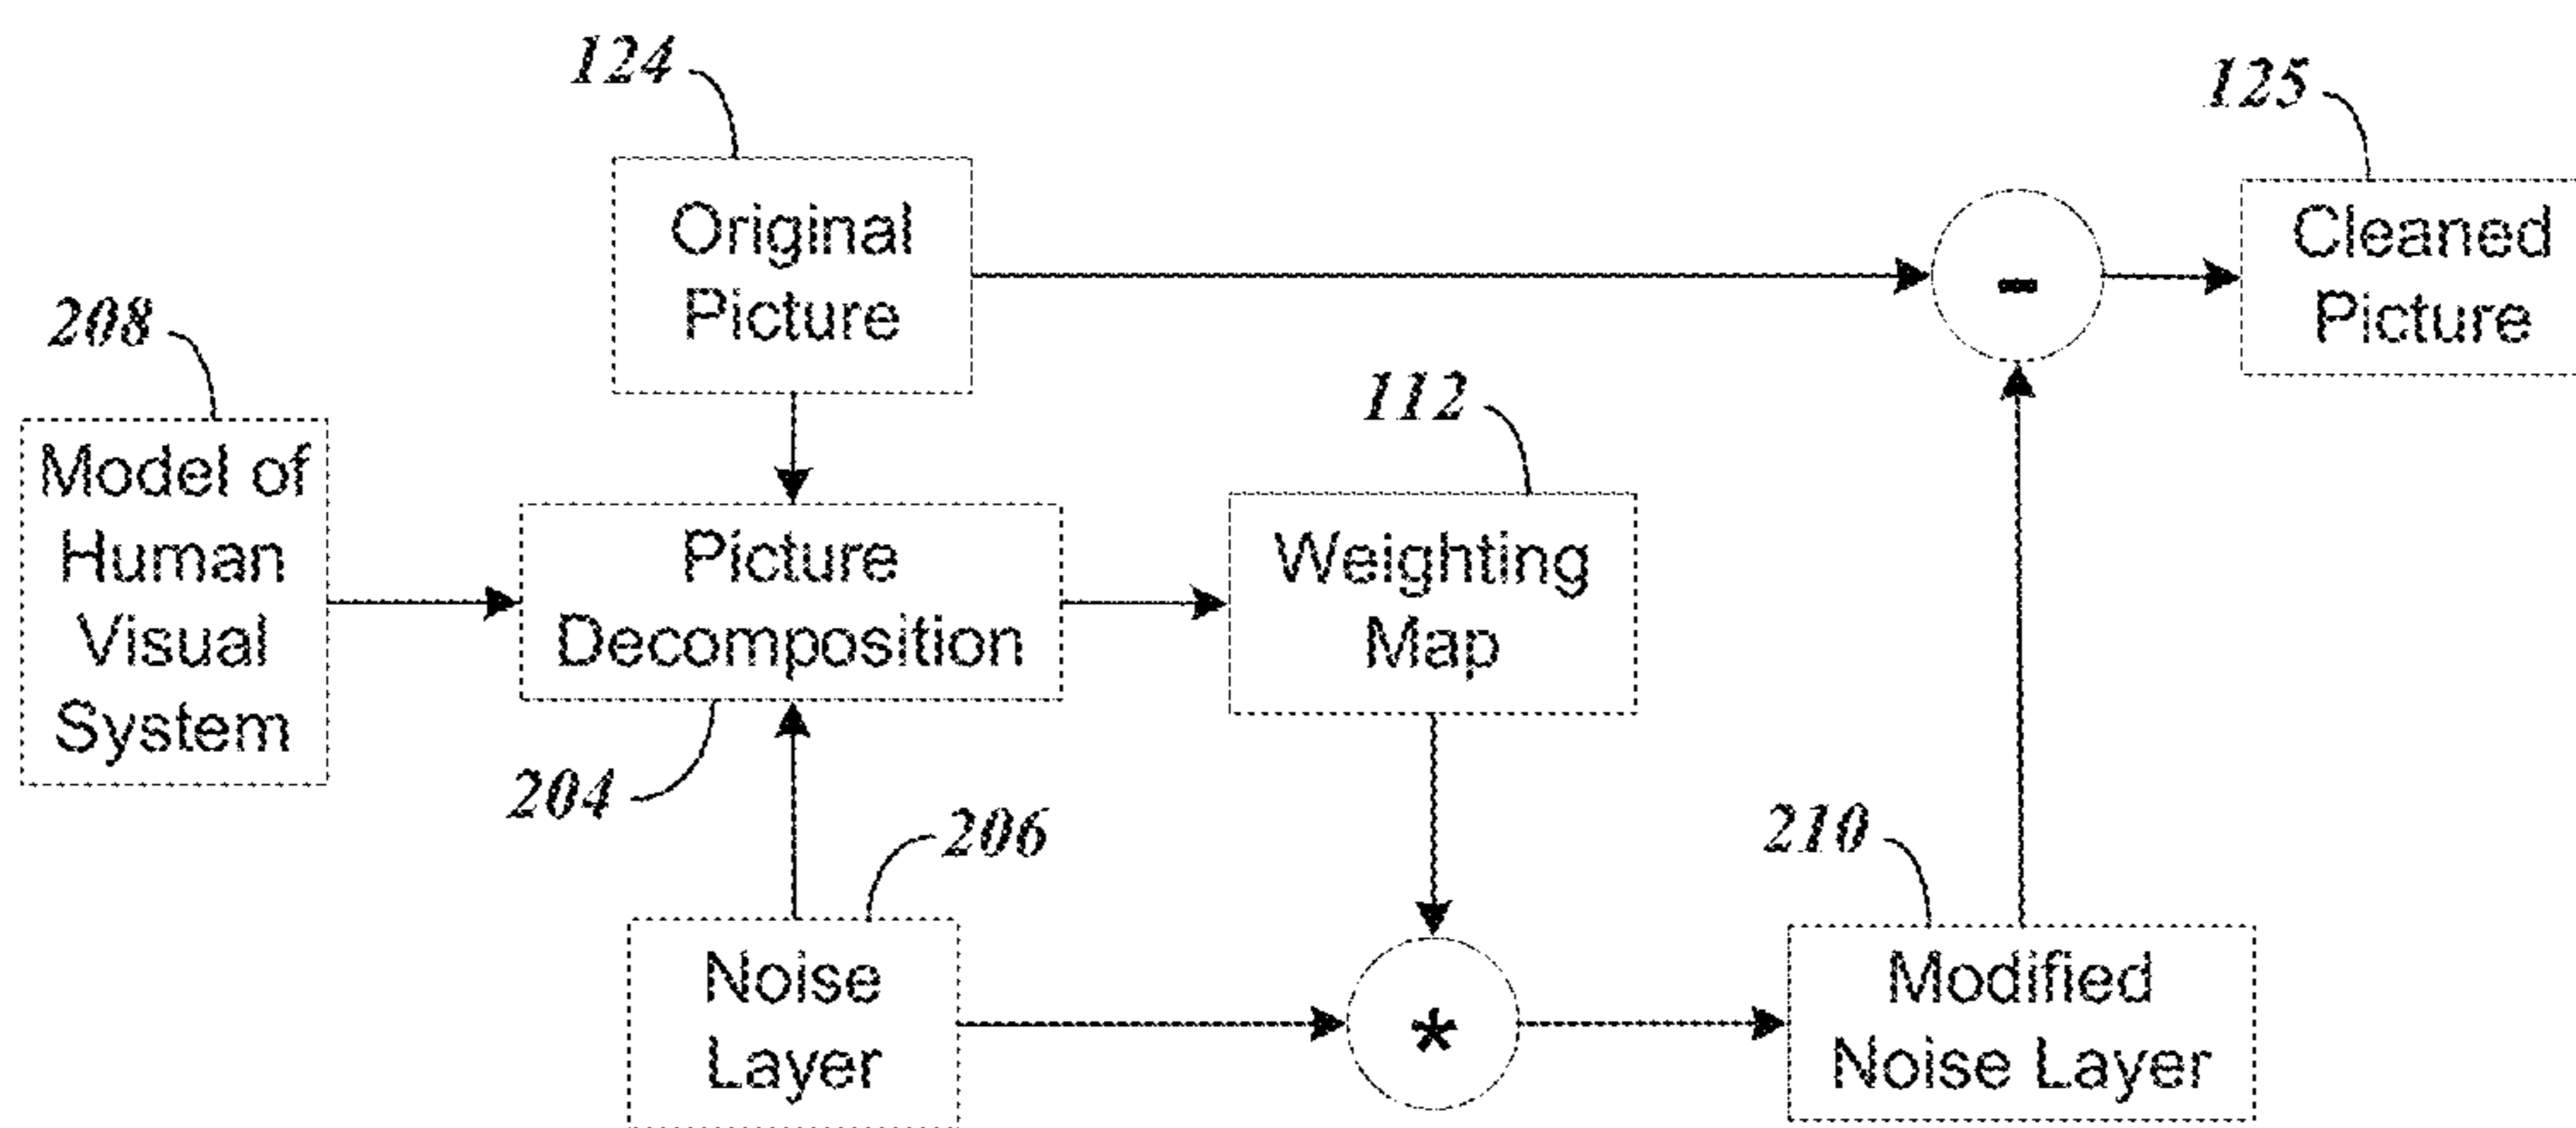 124
125
Original
Picture
-
Cleaned
Picture
208
112
Model of
Human
Visual
System
Picture
Decomposition
Weighting
Map
204
206
210
Noise
Layer
*
Modified
Noise Layer